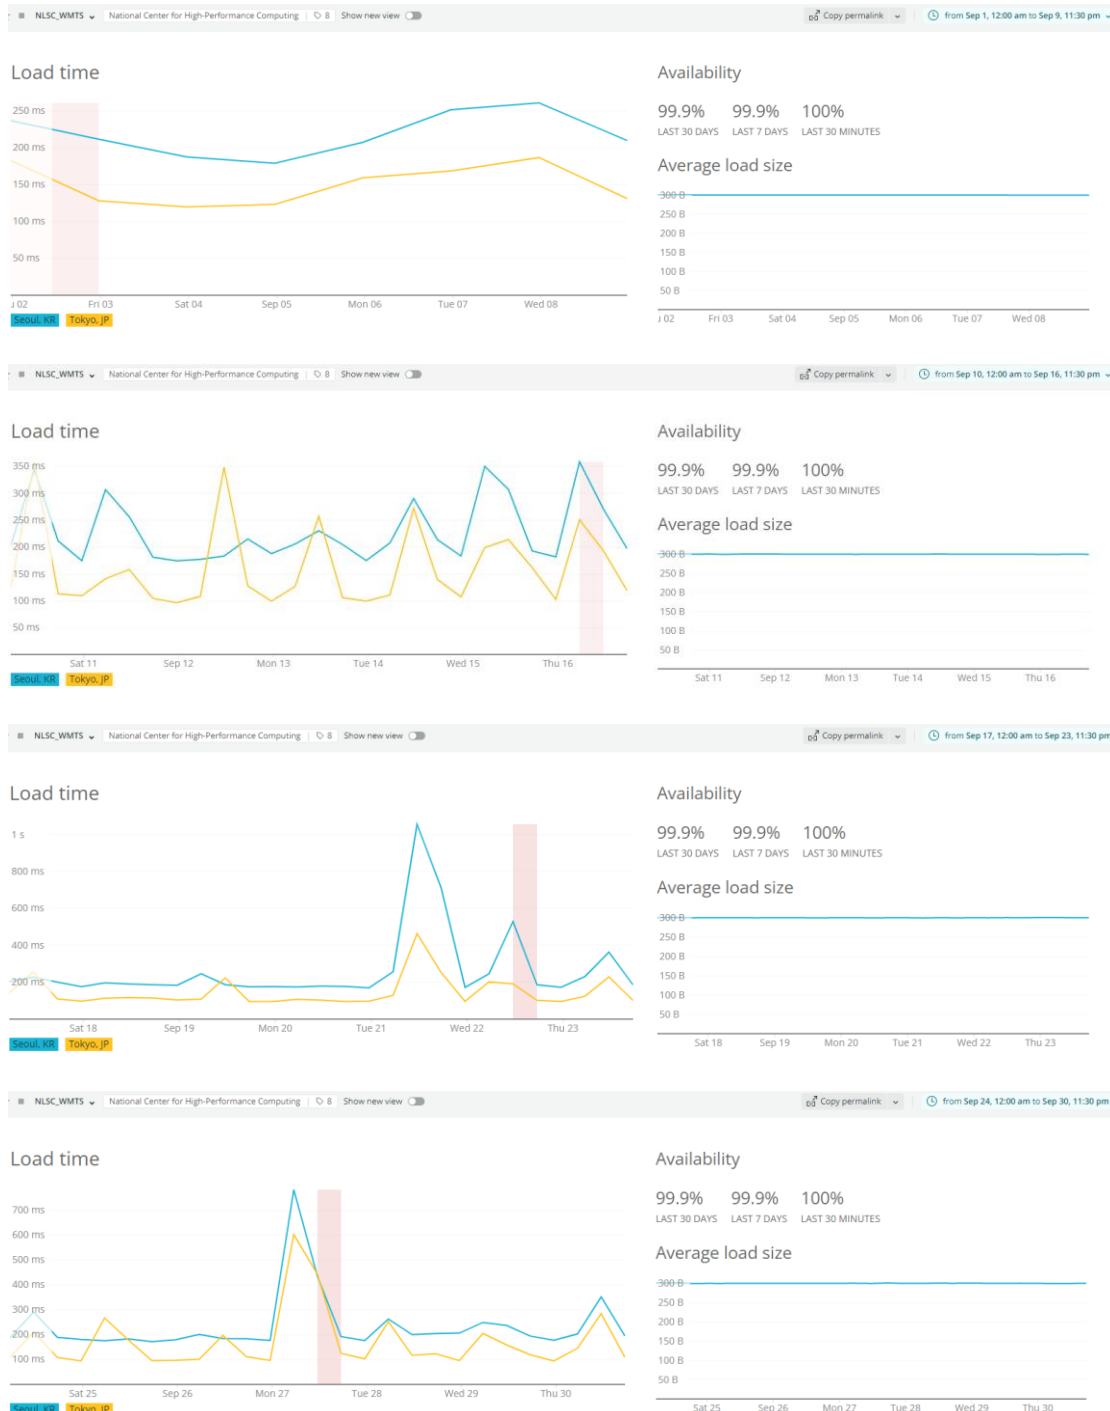 NLSC_WMTS National Center for High-Performance Computing 8 Show new view Copy permalink from Sep 1, 12:00 am to Sep 9, 11:30 pm
Load time
250 ms
200 ms
150 ms
100 ms
50 ms
02 Fri 03 Sat 04 Sep 05 Mon 06 Tue 07 Wed 08
Seoul, KR Tokyo, JP
Availability
99.9% 99.9% 100%
LAST 30 DAYS LAST 7 DAYS LAST 30 MINUTES
Average load size
300 B
250 B
200 B
150 B
100 B
50 B
02 Fri 03 Sat 04 Sep 05 Mon 06 Tue 07 Wed 08
NLSC_WMTS National Center for High-Performance Computing 8 Show new view Copy permalink from Sep 10, 12:00 am to Sep 16, 11:30 pm
Load time
350 ms
300 ms
250 ms
200 ms
150 ms
100 ms
50 ms
Sat 11 Sep 12 Mon 13 Tue 14 Wed 15 Thu 16
Seoul, KR Tokyo, JP
Availability
99.9% 99.9% 100%
LAST 30 DAYS LAST 7 DAYS LAST 30 MINUTES
Average load size
300 B
250 B
200 B
150 B
100 B
50 B
Sat 11 Sep 12 Mon 13 Tue 14 Wed 15 Thu 16
NLSC_WMTS National Center for High-Performance Computing 8 Show new view Copy permalink from Sep 17, 12:00 am to Sep 23, 11:30 pm
Load time
1 s
800 ms
600 ms
400 ms
200 ms
Sat 18 Sep 19 Mon 20 Tue 21 Wed 22 Thu 23
Seoul, KR Tokyo, JP
Availability
99.9% 99.9% 100%
LAST 30 DAYS LAST 7 DAYS LAST 30 MINUTES
Average load size
300 B
250 B
200 B
150 B
100 B
50 B
Sat 18 Sep 19 Mon 20 Tue 21 Wed 22 Thu 23
NLSC_WMTS National Center for High-Performance Computing 8 Show new view Copy permalink from Sep 24, 12:00 am to Sep 30, 11:30 pm
Load time
700 ms
600 ms
500 ms
400 ms
300 ms
200 ms
100 ms
Sat 25 Sep 26 Mon 27 Tue 28 Wed 29 Thu 30
Seoul, KR Tokyo, JP
Availability
99.9% 99.9% 100%
LAST 30 DAYS LAST 7 DAYS LAST 30 MINUTES
Average load size
300 B
250 B
200 B
150 B
100 B
50 B
Sat 25 Sep 26 Mon 27 Tue 28 Wed 29 Thu 30